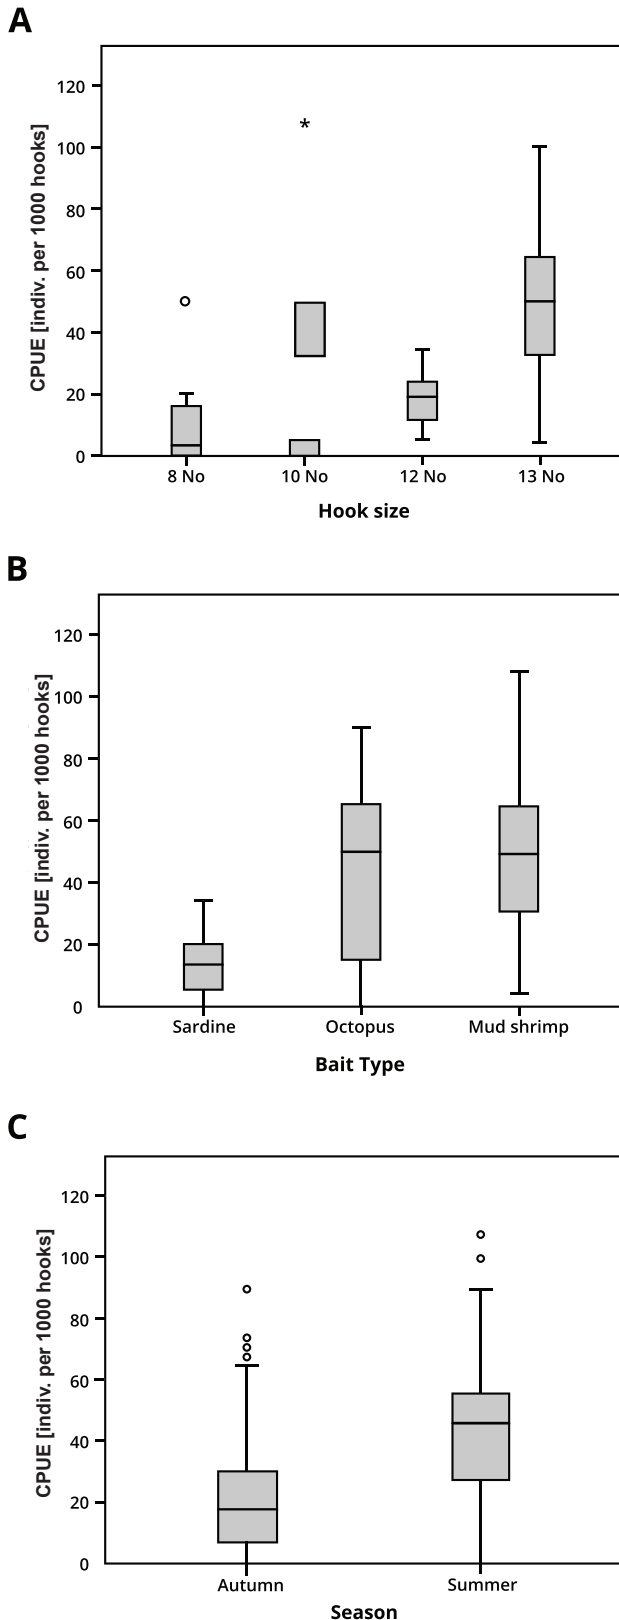 A
CPUE [indiv. per 1000 hooks]
120
100
80
60
40
20
0
*
8 No 10 No 12 No 13 No
Hook size
B
CPUE [indiv. per 1000 hooks]
120
100
80
60
40
20
0
Sardine Octopus Mud shrimp
Bait Type
C
CPUE [indiv. per 1000 hooks]
120
100
80
60
40
20
0
Autumn Summer
Season